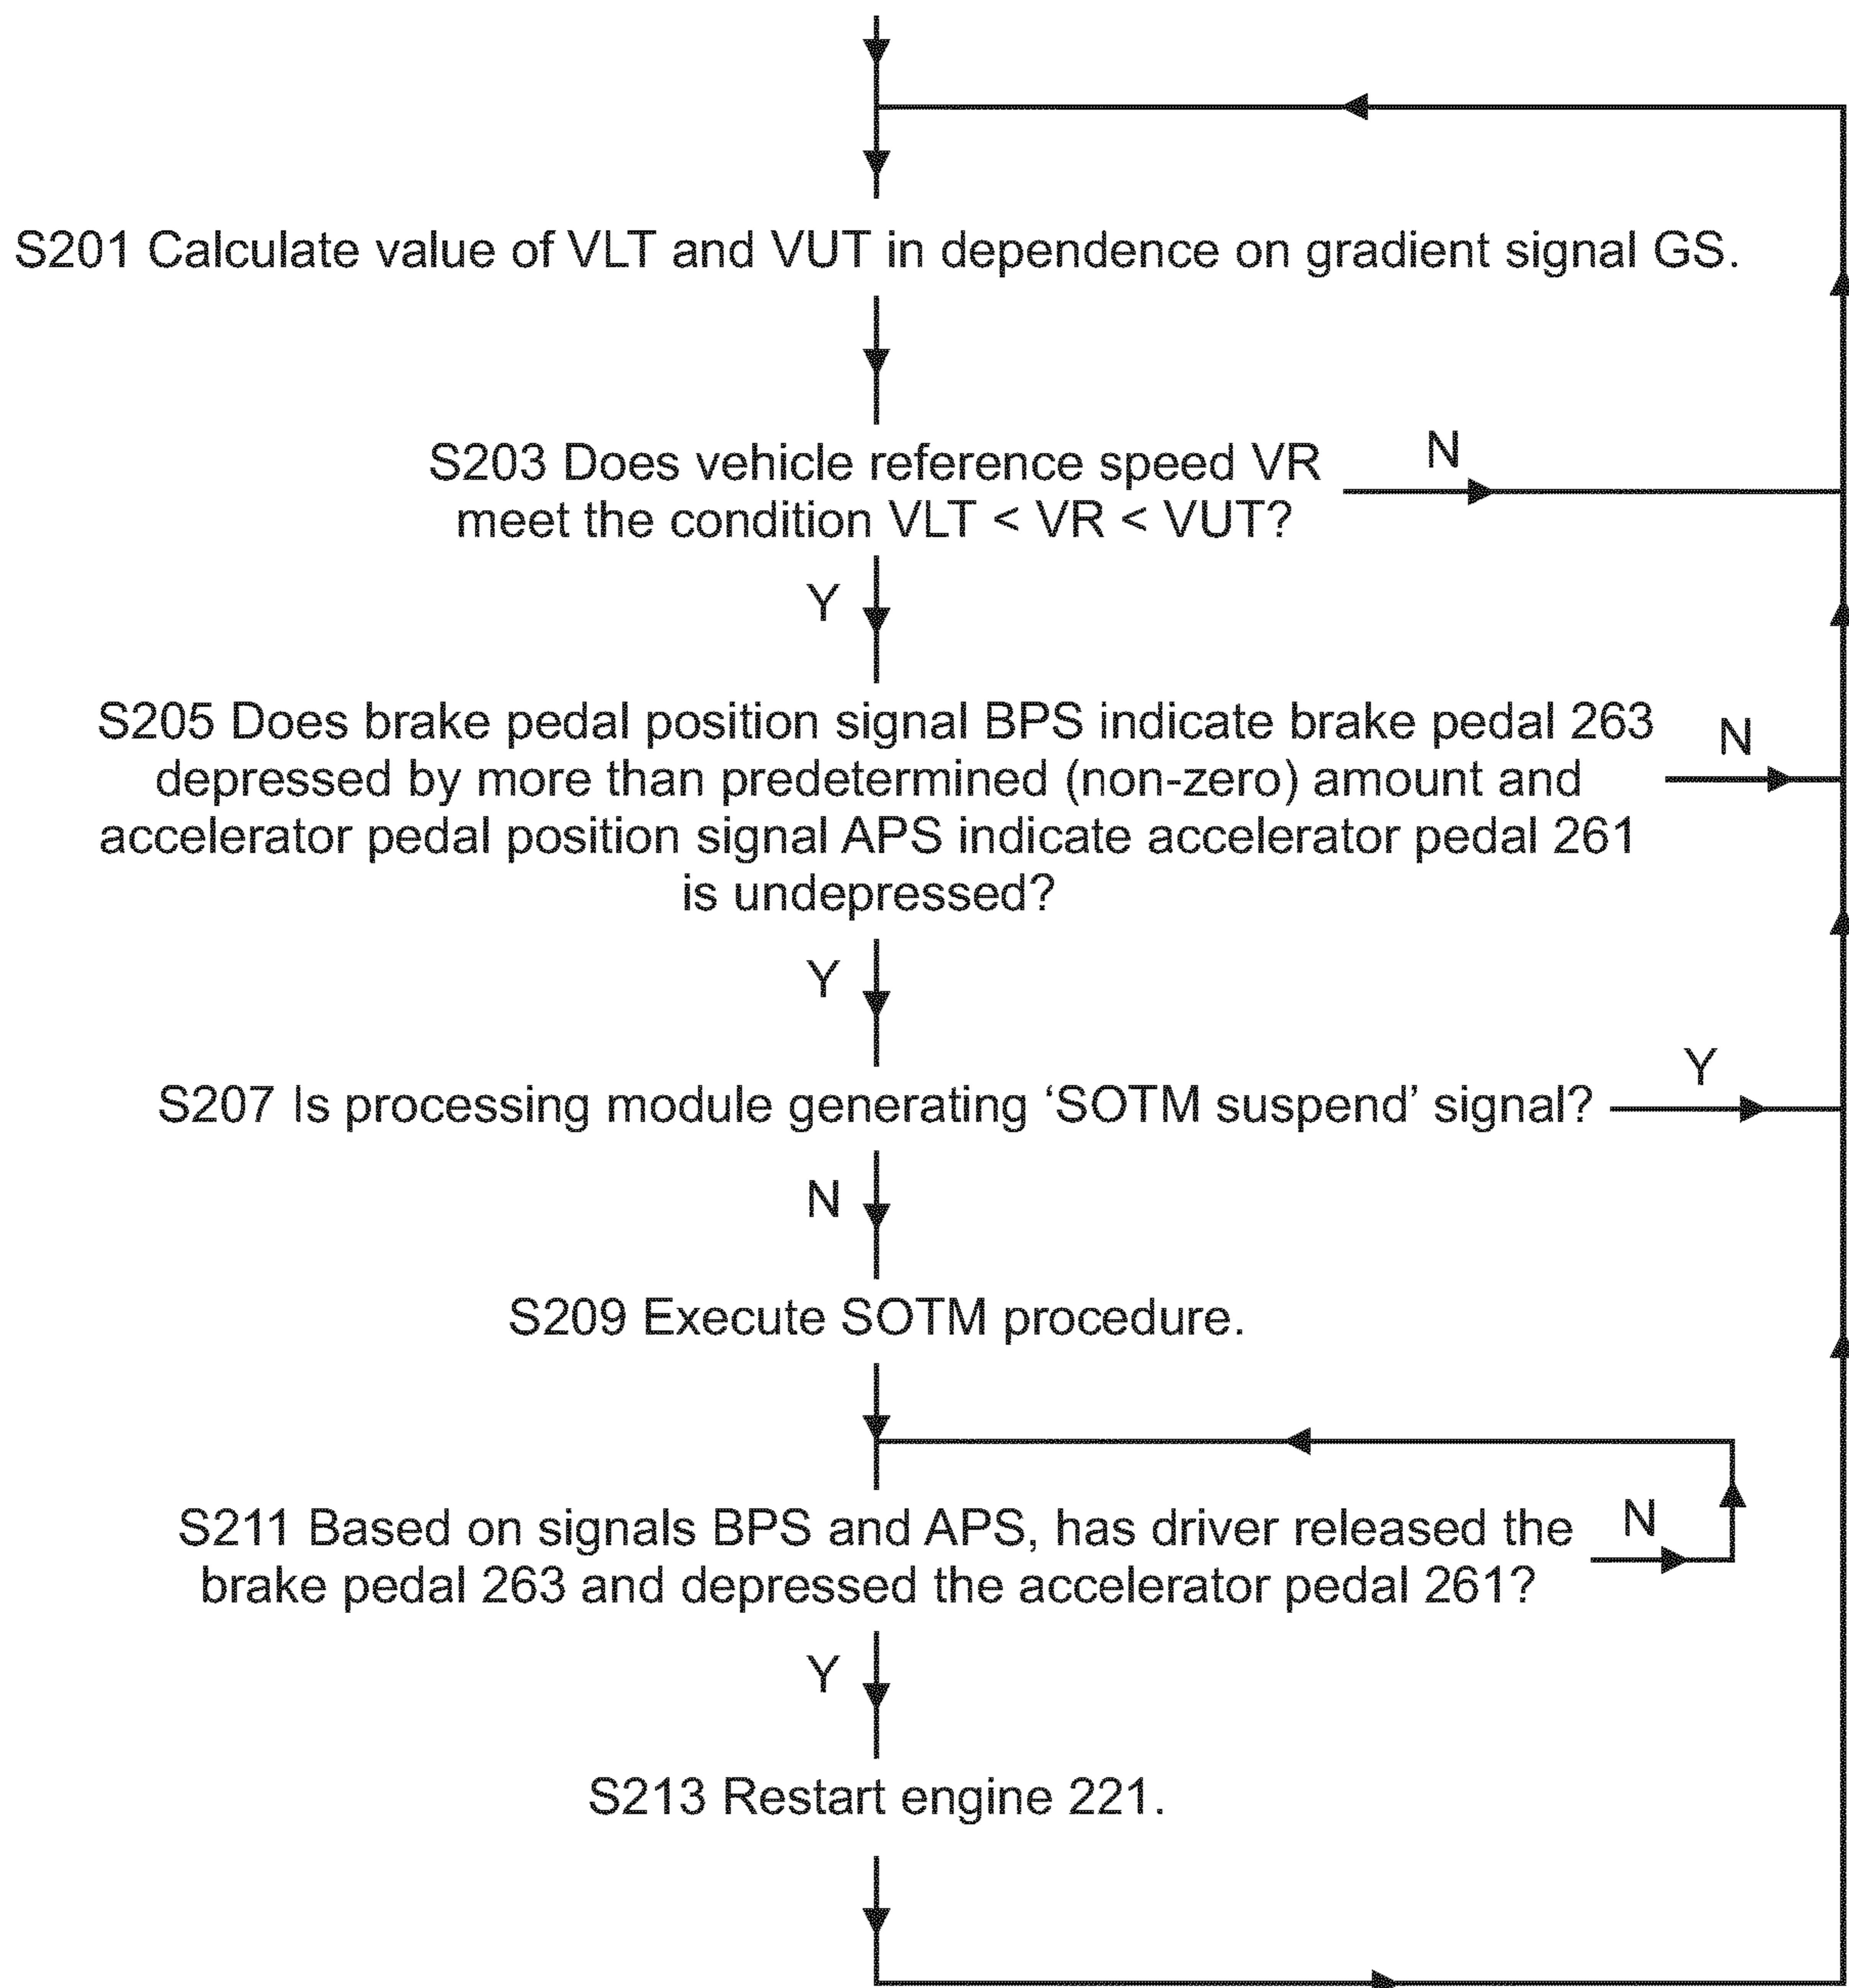 S201 Calculate value of VLT and VUT in dependence on gradient signal GS.
S203 Does vehicle reference speed VR
meet the condition VLT < VR < VUT?
N
Y
S205 Does brake pedal position signal BPS indicate brake pedal 263
depressed by more than predetermined (non-zero) amount and
accelerator pedal position signal APS indicate accelerator pedal 261
is undepressed?
N
Y
S207 Is processing module generating ‘SOTM suspend’ signal?
Y
N
S209 Execute SOTM procedure.
S211 Based on signals BPS and APS, has driver released the
brake pedal 263 and depressed the accelerator pedal 261?
N
Y
S213 Restart engine 221.